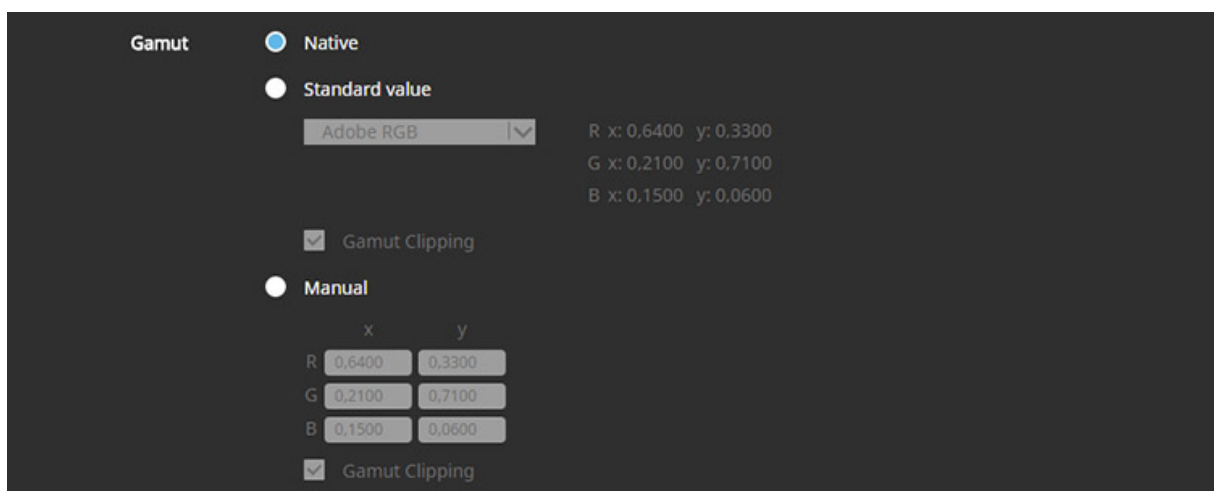 Gamut Native
Standard value
Adobe RGB R x: 0,6400 y: 0,3300
G x: 0,2100 y: 0,7100
B x: 0,1500 y: 0,0600
Gamut Clipping
Manual
x y
R 0,6400 0,3300
G 0,2100 0,7100
B 0,1500 0,0600
Gamut Clipping